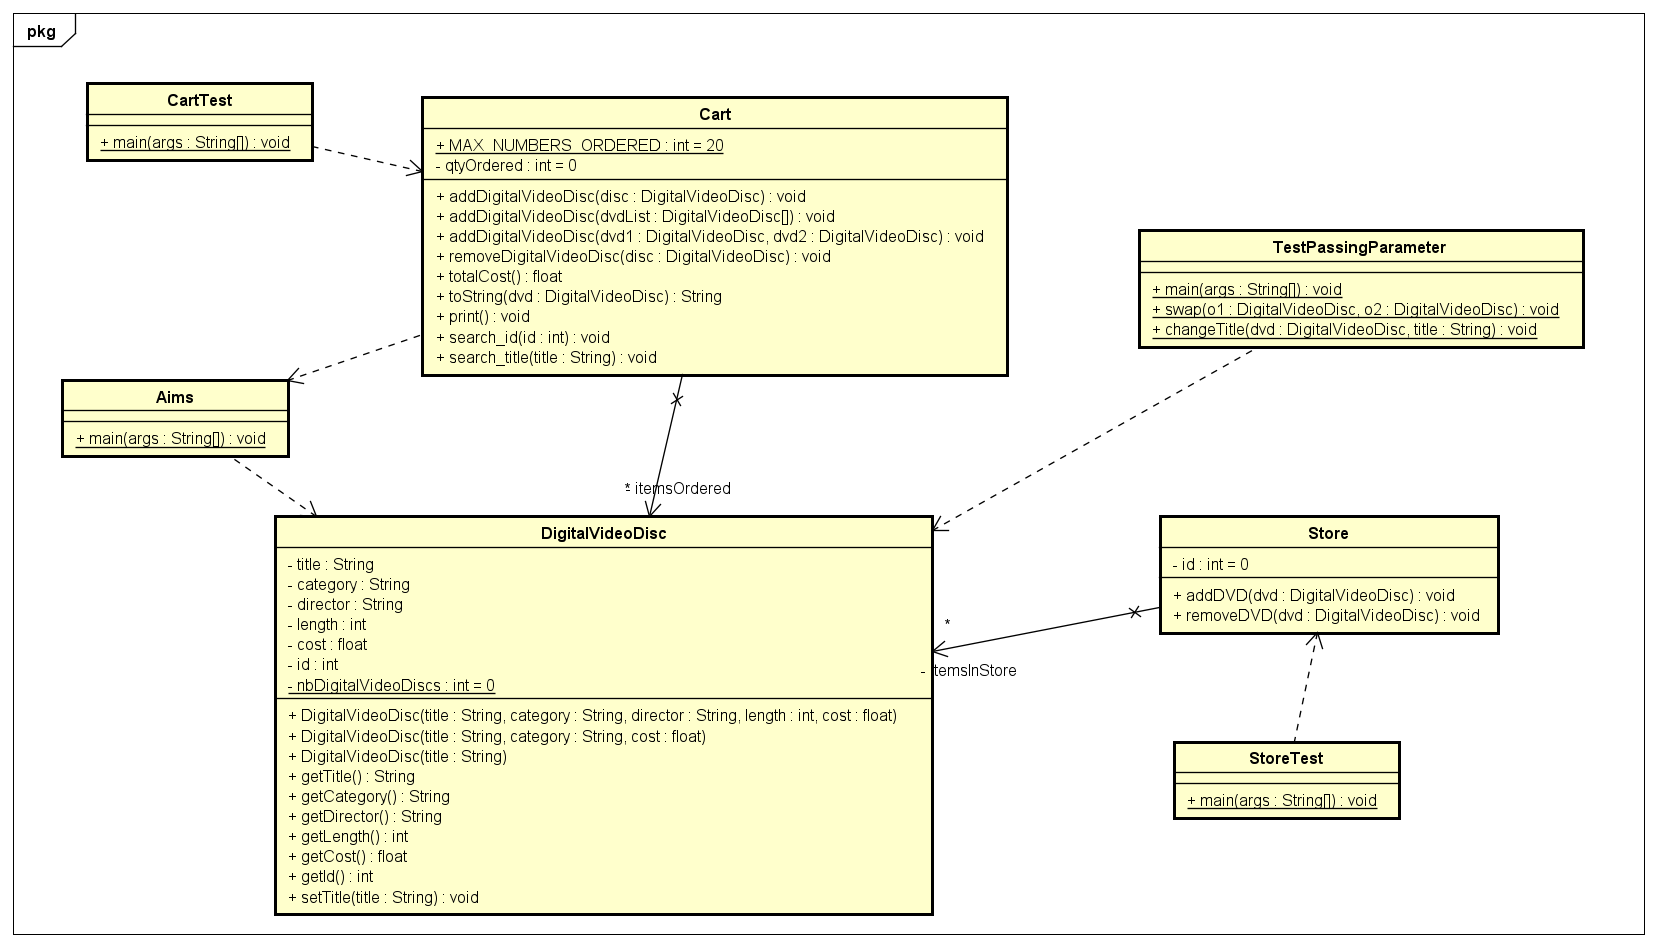 pkg
CartTest
+ main(args : String[]) : void
Cart
+ MAX_NUMBERS_ORDERED : int = 20
- qtyOrdered : int = 0
+ addDigitalVideoDisc(disc : DigitalVideoDisc) : void
+ addDigitalVideoDisc(dvdList : DigitalVideoDisc[]) : void
+ addDigitalVideoDisc(dvd1 : DigitalVideoDisc, dvd2 : DigitalVideoDisc) : void
+ removeDigitalVideoDisc(disc : DigitalVideoDisc) : void
+ totalCost() : float
+ toString(dvd : DigitalVideoDisc) : String
+ print() : void
+ search_id(id : int) : void
+ search_title(title : String) : void
TestPassingParameter
+ main(args : String[]) : void
+ swap(o1 : DigitalVideoDisc, o2 : DigitalVideoDisc) : void
+ changeTitle(dvd : DigitalVideoDisc, title : String) : void
Aims
+ main(args : String[]) : void
* - itemsOrdered
DigitalVideoDisc
- title : String
- category : String
- director : String
- length : int
- cost : float
- id : int
- nbDigitalVideoDiscs : int = 0
+ DigitalVideoDisc(title : String, category : String, director : String, length : int, cost : float)
+ DigitalVideoDisc(title : String, category : String, cost : float)
+ DigitalVideoDisc(title : String)
+ getTitle() : String
+ getCategory() : String
+ getDirector() : String
+ getLength() : int
+ getCost() : float
+ getId() : int
+ setTitle(title : String) : void
*
- itemsInStore
Store
- id : int = 0
+ addDVD(dvd : DigitalVideoDisc) : void
+ removeDVD(dvd : DigitalVideoDisc) : void
StoreTest
+ main(args : String[]) : void